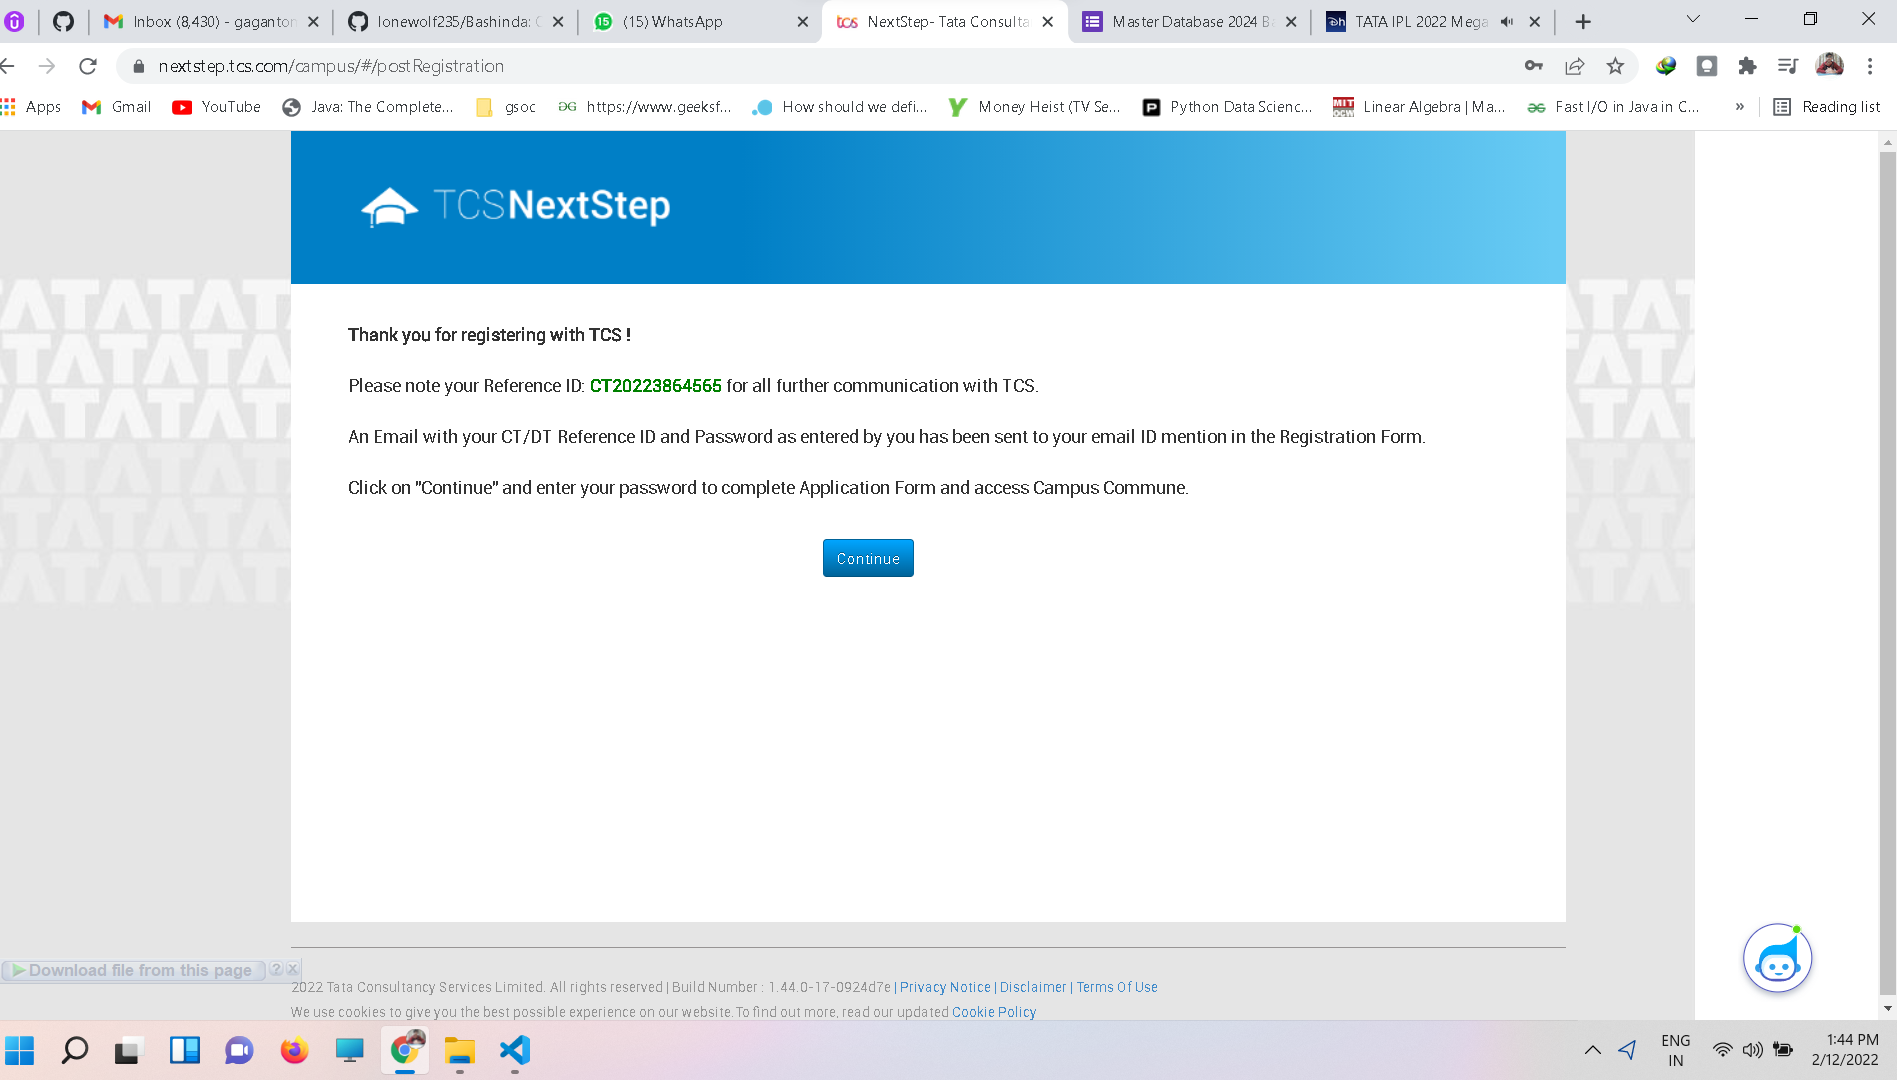 Inbox (8,430) - gaganton
lonewolf235/Bashinda:
15
(15) WhatsApp
tcs
NextStep- Tata Consulta
Master Database 2024 B
TATA IPL 2022 Mega
nextstep.tcs.com/campus/#/postRegistration
Apps
Gmail
YouTube
Java: The Complete...
gsoc
https://www.geeksf...
How should we defi...
Money Heist (TV Se...
Python Data Scienc...
MIT
Linear Algebra | Ma...
Fast I/O in Java in C...
»
Reading list
TCS NextStep
Thank you for registering with TCS !
Please note your Reference ID: CT20223864565 for all further communication with TCS.
An Email with your CT/DT Reference ID and Password as entered by you has been sent to your email ID mention in the Registration Form.
Click on "Continue" and enter your password to complete Application Form and access Campus Commune.
Continue
Download file from this page ? x
2022 Tata Consultancy Services Limited. All rights reserved | Build Number : 1.44.0-17-0924d7e | Privacy Notice | Disclaimer | Terms Of Use
We use cookies to give you the best possible experience on our website. To find out more, read our updated Cookie Policy
ENG
IN
1:44 PM
2/12/2022